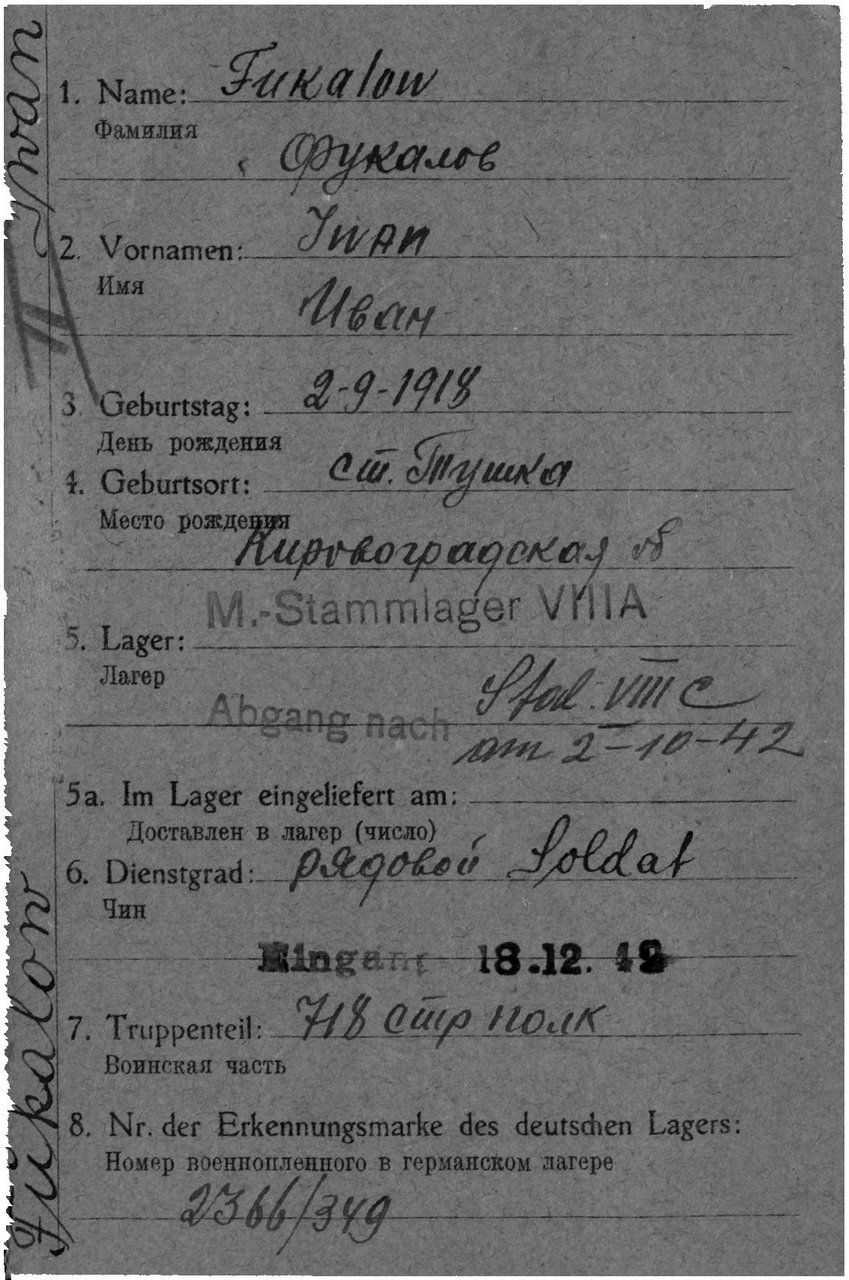 1. Name: Fukalow
Фамилия
Фукалов
2. Vornamen: Iwan
Имя
Иван
3. Geburtstag: 2-9-1918
День рождения
4. Geburtsort: ст. Тушка
Место рождения
Кировоградская об
M.-Stammlager VIIIA
5. Lager:
Лагер
Stal. VIII C
Abgang nach
am 2-10-42
5a. Im Lager eingeliefert am:
Доставлен в лагер (число)
6. Dienstgrad: рядовой Soldat
Чин
Eingang 18.12. 42
7. Truppenteil: 718 стр полк
Воинская часть
8. Nr. der Erkennungsmarke des deutschen Lagers:
Номер военнопленного в германском лагере
2366/349
Fukalow Iwan
II